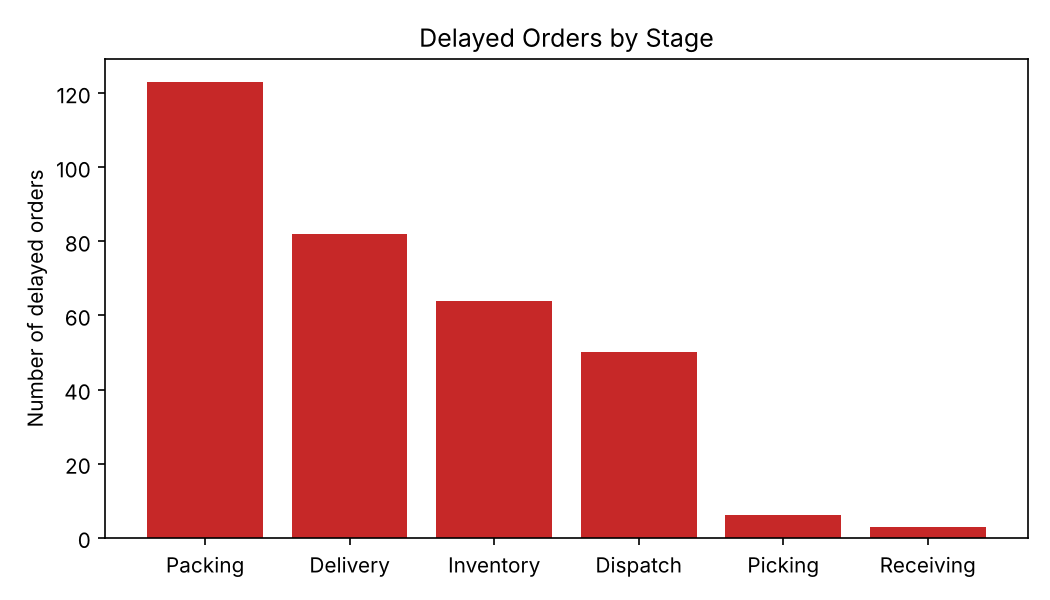 Delayed Orders by Stage
Number of delayed orders
120
100
80
60
40
20
0
Packing Delivery Inventory Dispatch Picking Receiving